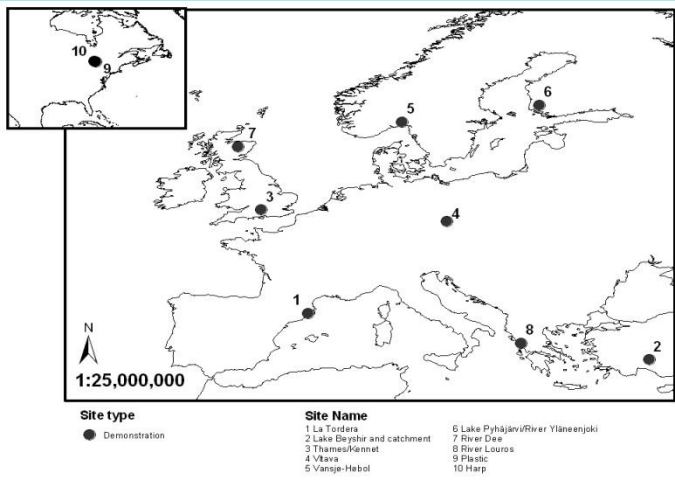 10
9
6
5
7
3
4
1
8
2
N
1:25,000,000
Site type
Demonstration
Site Name
1 La Tordera
2 Lake Beyshir and catchment
3 Thames/Kennet
4 Vltava
5 Vansjø-Hebol
6 Lake Pyhäjärvi/River Yläneenjoki
7 River Dee
8 River Louros
9 Plastic
10 Harp